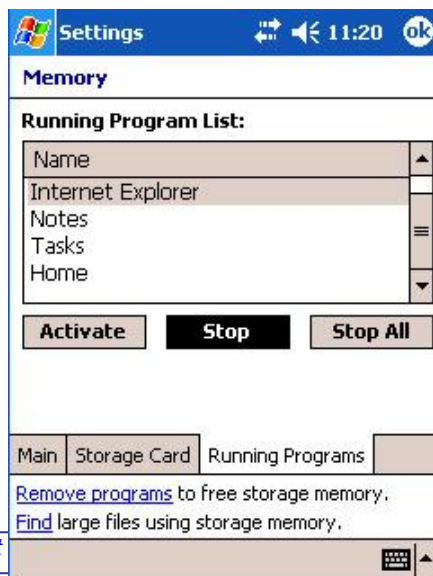 Settings 11:20 ok
Memory
Running Program List:
Name
Internet Explorer
Notes
Tasks
Home
Activate Stop Stop All
Main Storage Card Running Programs
Remove programs to free storage memory.
Find large files using storage memory.